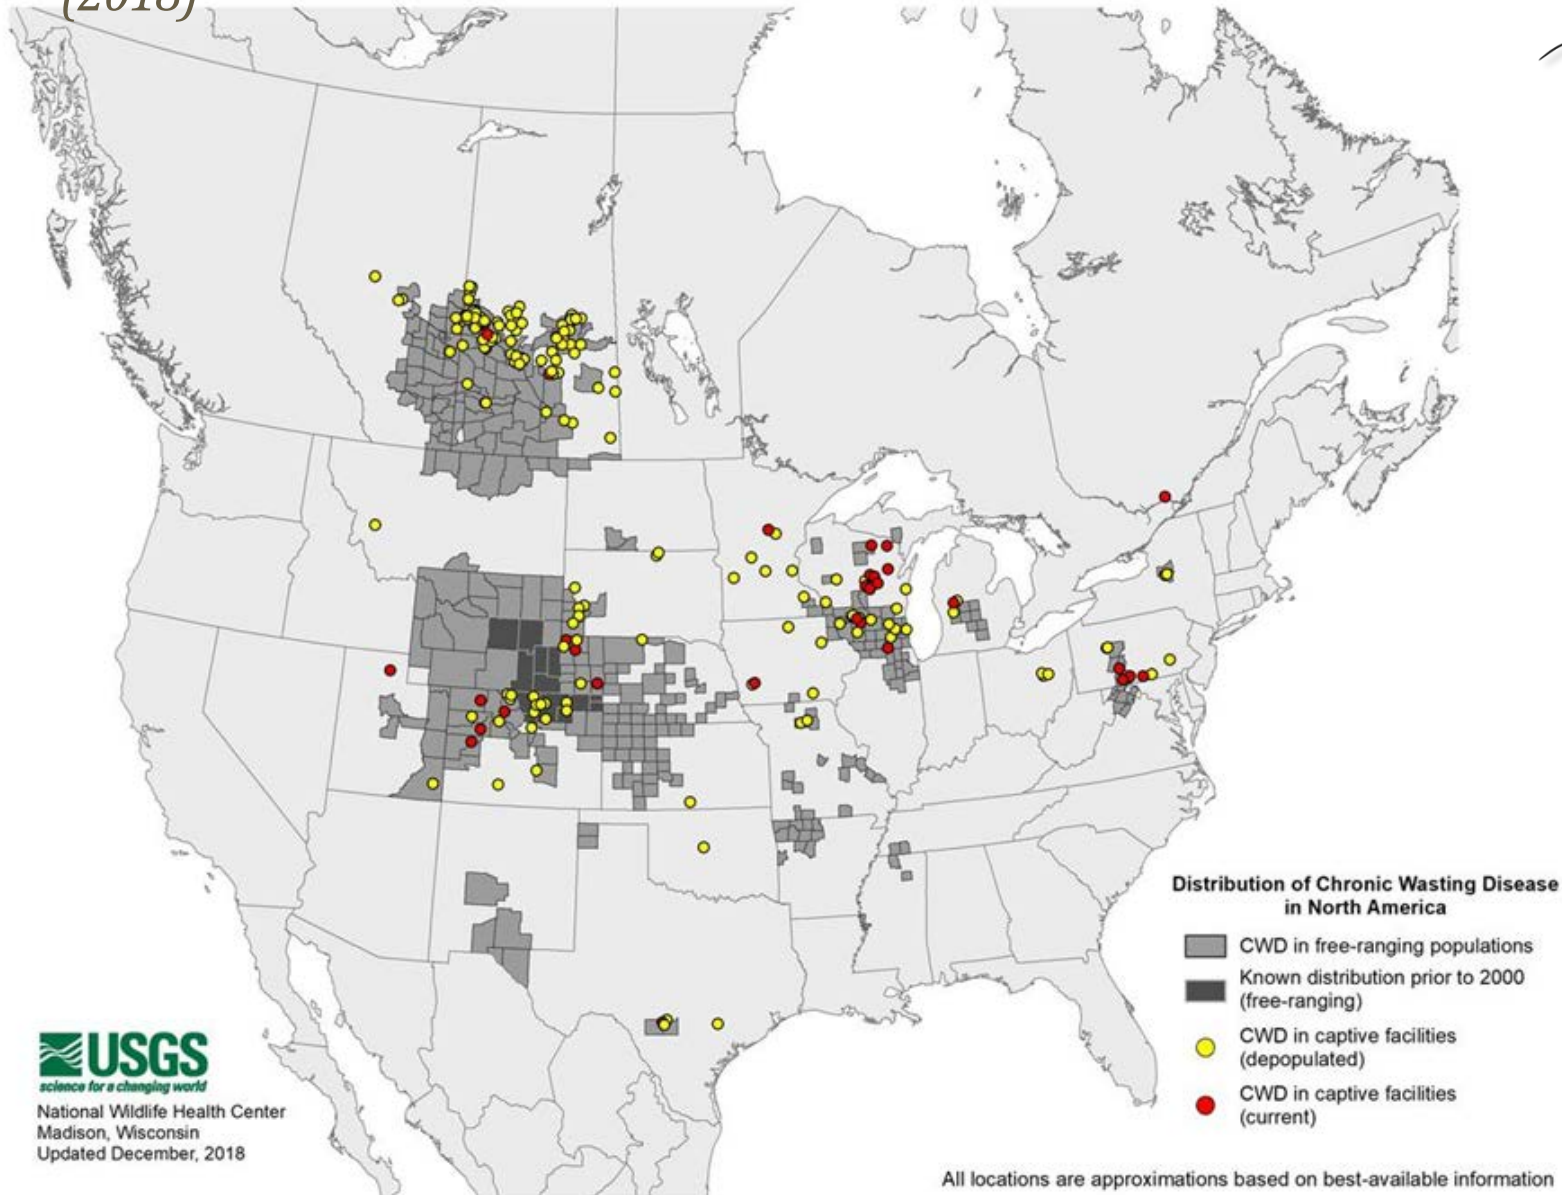 (2018)
Distribution of Chronic Wasting Disease
in North America
CWD in free-ranging populations
Known distribution prior to 2000
(free-ranging)
CWD in captive facilities
(depopulated)
CWD in captive facilities
(current)
USGS
science for a changing world
National Wildlife Health Center
Madison, Wisconsin
Updated December, 2018
All locations are approximations based on best-available information